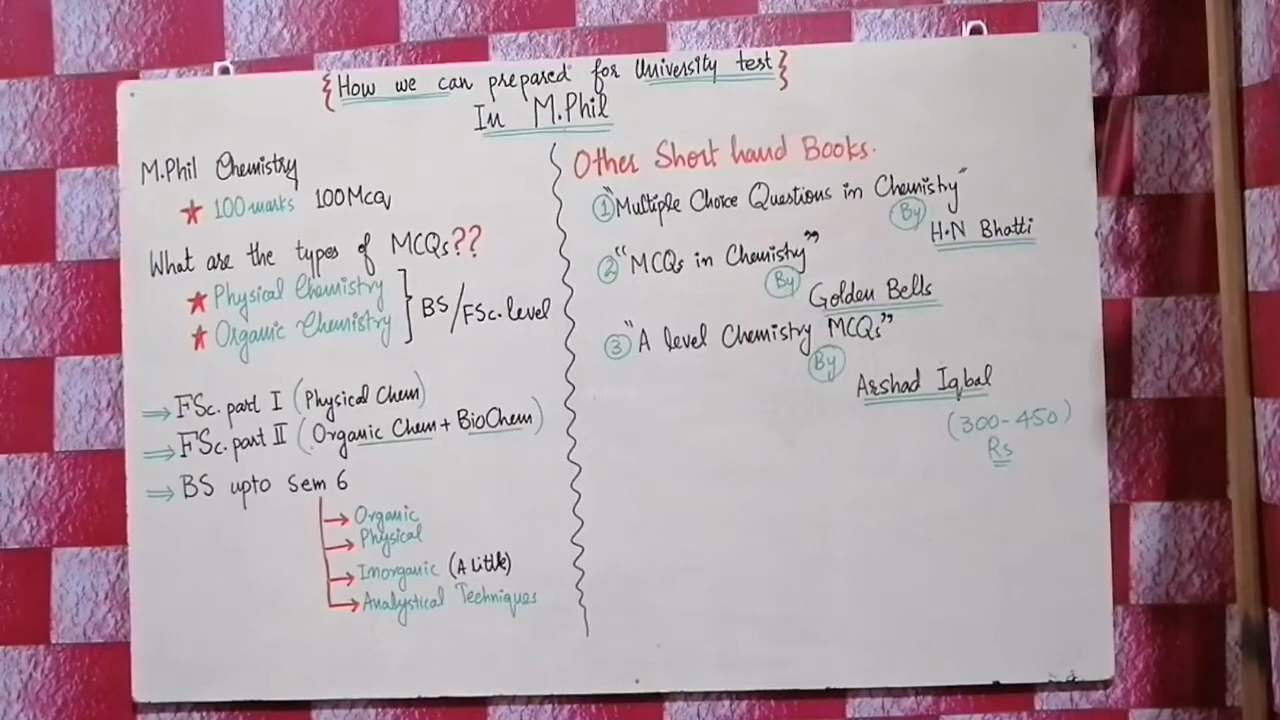 {How we can prepared for University test}
In M.Phil
M.Phil Chemistry
★ 100 marks 100 Mcq
What are the types of MCQs??
★ Physical Chemistry
★ Organic Chemistry
} BS/FSc. level
⇒ FSc. part I (Physical Chem)
⇒ FSc. part II (Organic Chem + BioChem)
⇒ BS upto Sem 6
→ Organic
→ Physical
→ Inorganic (A Little)
→ Analystical Techniques
Other Short hand Books.
① "Multiple Choice Questions in Chemistry"
By
H.N Bhatti
② "MCQs in Chemistry"
By
Golden Bells
③ "A level Chemistry MCQs"
By
Arshad Iqbal
(300-450)
Rs